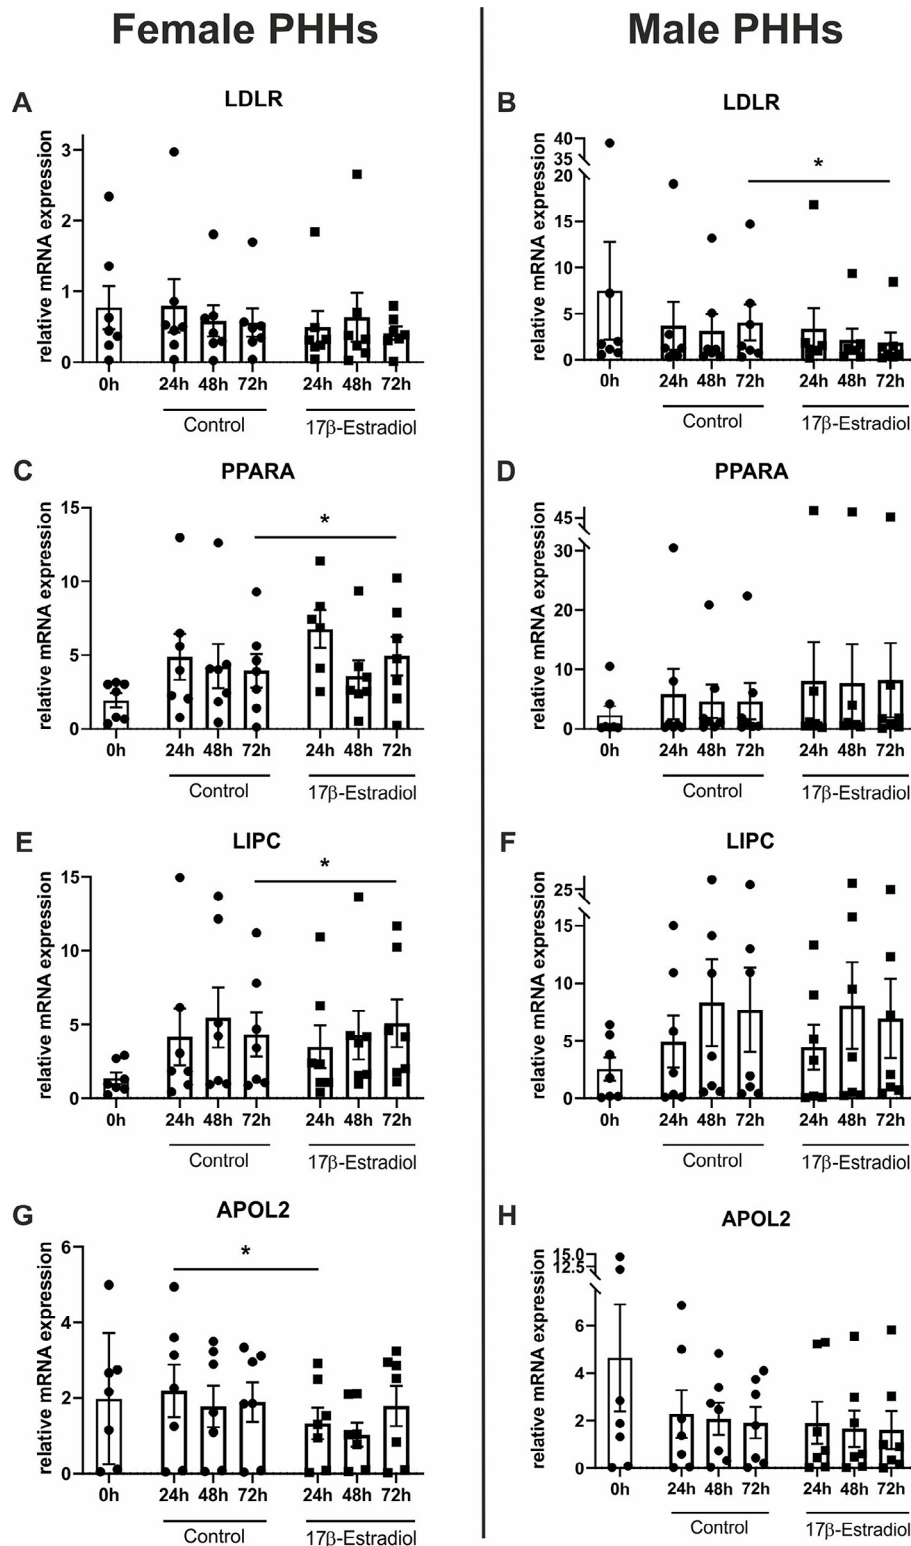 Female PHHs
Male PHHs
A
LDLR
relative mRNA expression
3
2
1
0
0h 24h 48h 72h 24h 48h 72h
Control 17β-Estradiol
B
LDLR
*
relative mRNA expression
40
35
20
15
10
5
0
0h 24h 48h 72h 24h 48h 72h
Control 17β-Estradiol
C
PPARA
*
relative mRNA expression
15
10
5
0
0h 24h 48h 72h 24h 48h 72h
Control 17β-Estradiol
D
PPARA
relative mRNA expression
45
30
20
10
0
0h 24h 48h 72h 24h 48h 72h
Control 17β-Estradiol
E
LIPC
*
relative mRNA expression
15
10
5
0
0h 24h 48h 72h 24h 48h 72h
Control 17β-Estradiol
F
LIPC
relative mRNA expression
25
15
10
5
0
0h 24h 48h 72h 24h 48h 72h
Control 17β-Estradiol
G
APOL2
*
relative mRNA expression
6
4
2
0
0h 24h 48h 72h 24h 48h 72h
Control 17β-Estradiol
H
APOL2
relative mRNA expression
15.0
12.5
6
4
2
0
0h 24h 48h 72h 24h 48h 72h
Control 17β-Estradiol